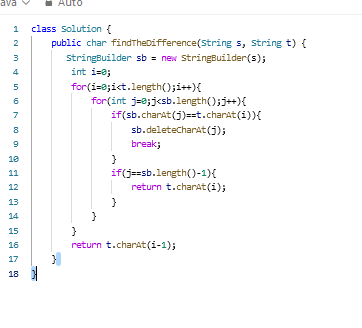 ava
Auto
1 class Solution {
2 public char findTheDifference(String s, String t) {
3 StringBuilder sb = new StringBuilder(s);
4 int i=0;
5 for(i=0;i<t.length();i++){
6 for(int j=0;j<sb.length();j++){
7 if(sb.charAt(j)==t.charAt(i)){
8 sb.deleteCharAt(j);
9 break;
10 }
11 if(j==sb.length()-1){
12 return t.charAt(i);
13 }
14 }
15 }
16 return t.charAt(i-1);
17 }
18 }